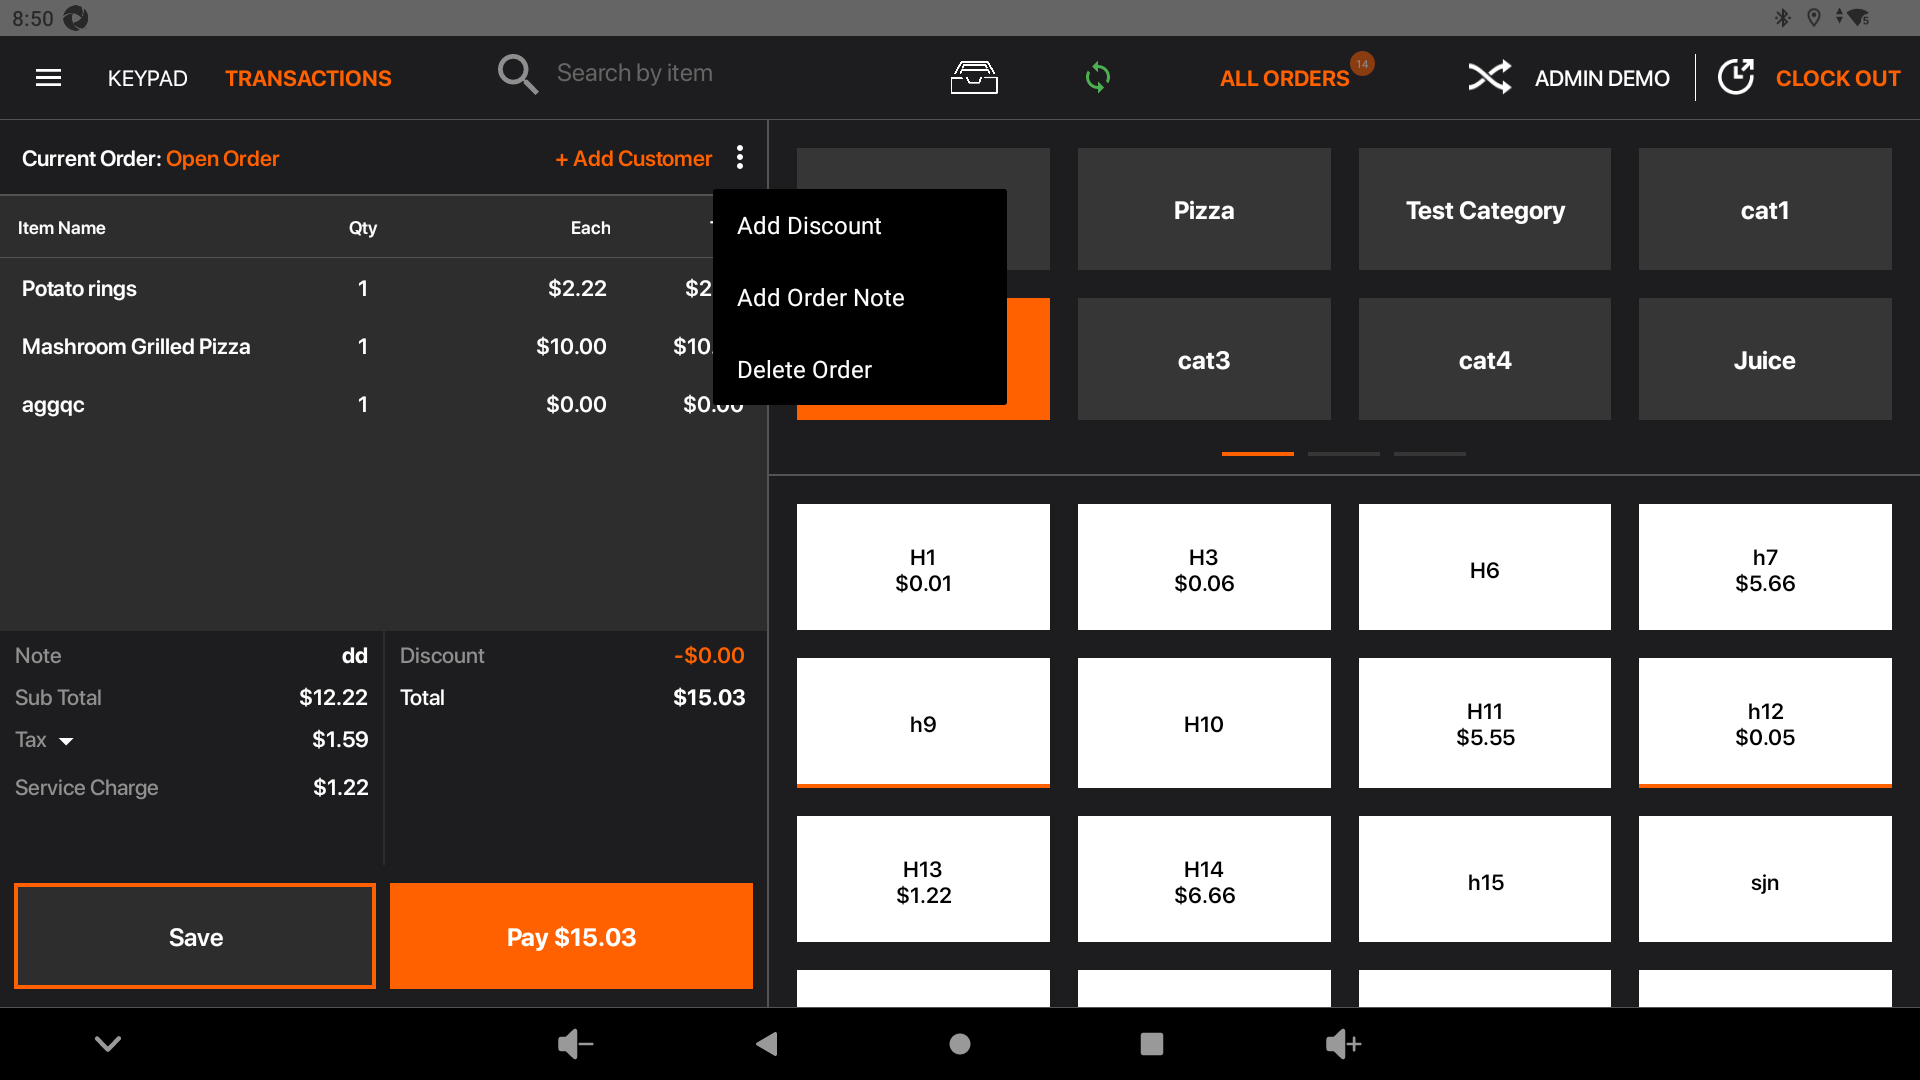 8:50
5
KEYPAD
TRANSACTIONS
Search by item
ALL ORDERS
14
ADMIN DEMO
CLOCK OUT
Current Order: Open Order
+ Add Customer
Item Name Qty Each
Potato rings 1 $2.22 $2
Mashroom Grilled Pizza 1 $10.00 $10.
aggqc 1 $0.00 $0.00
Add Discount
Add Order Note
Delete Order
Note dd
Sub Total $12.22
Tax $1.59
Service Charge $1.22
Discount -$0.00
Total $15.03
Save
Pay $15.03
Pizza
Test Category
cat1
cat3
cat4
Juice
H1
$0.01
H3
$0.06
H6
h7
$5.66
h9
H10
H11
$5.55
h12
$0.05
H13
$1.22
H14
$6.66
h15
sjn